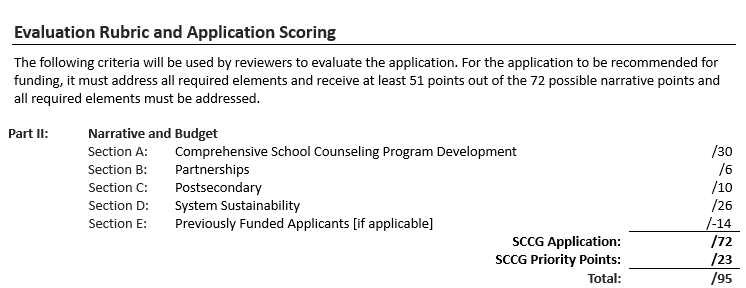 Evaluation Rubric and Application Scoring
The following criteria will be used by reviewers to evaluate the application. For the application to be recommended for
funding, it must address all required elements and receive at least 51 points out of the 72 possible narrative points and
all required elements must be addressed.
Part II: Narrative and Budget
Section A: Comprehensive School Counseling Program Development /30
Section B: Partnerships /6
Section C: Postsecondary /10
Section D: System Sustainability /26
Section E: Previously Funded Applicants [if applicable] /-14
SCCG Application: /72
SCCG Priority Points: /23
Total: /95